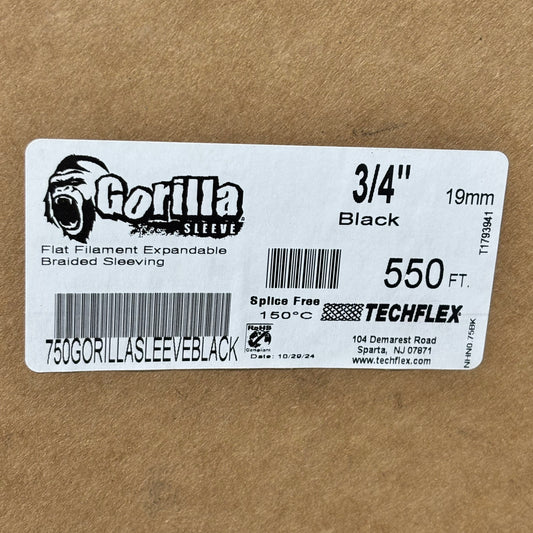 Gorilla
SLEEVE
Flat Filament Expandable
Braided Sleeving
750GORILLASLEEVEBLACK
3/4"
Black
19mm
550 FT.
Splice Free
150°C
TECHFLEX
RoHS
Compliant
Date: 10/29/24
104 Demarest Road
Sparta, NJ 07871
www.techflex.com
T1793941
NHN0.75BK